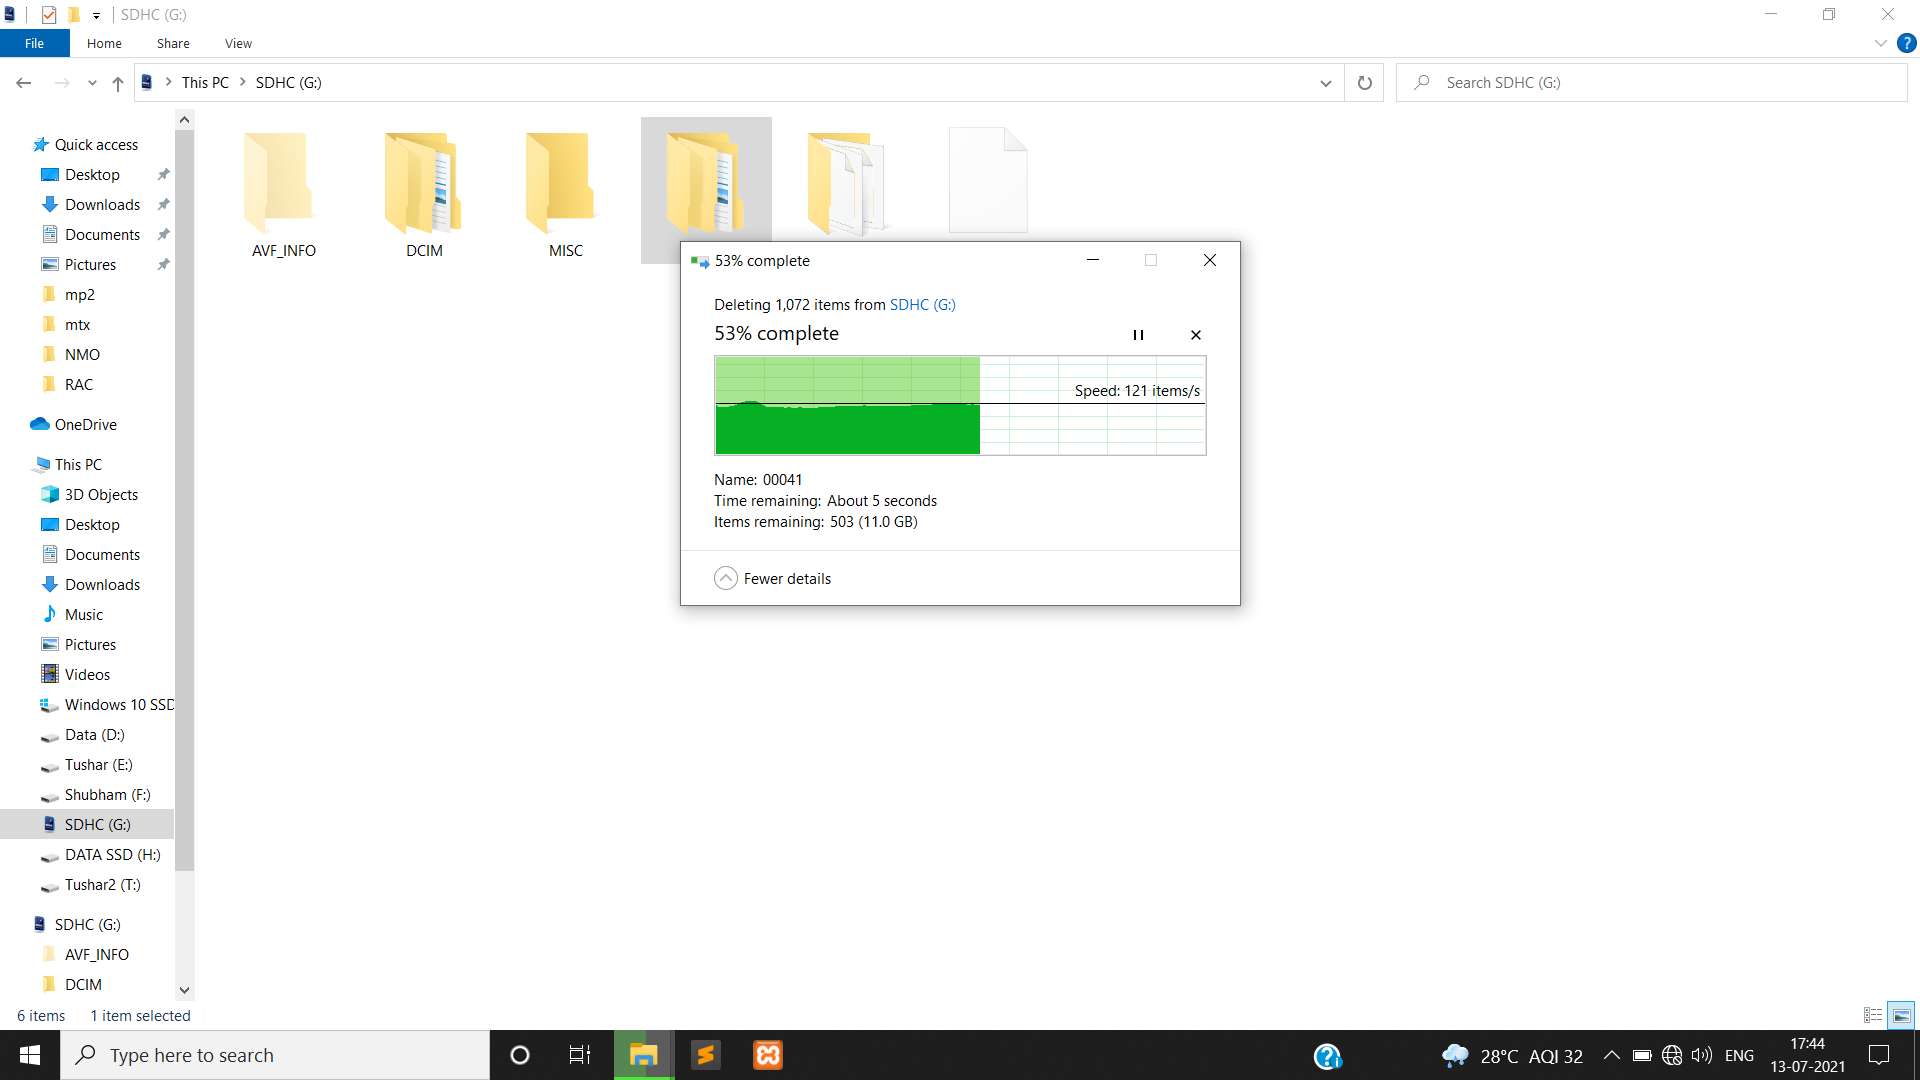 SDHC (G:)
File Home Share View
This PC SDHC (G:)
Search SDHC (G:)
Quick access
Desktop
Downloads
Documents
Pictures
mp2
mtx
NMO
RAC
OneDrive
This PC
3D Objects
Desktop
Documents
Downloads
Music
Pictures
Videos
Windows 10 SSD
Data (D:)
Tushar (E:)
Shubham (F:)
SDHC (G:)
DATA SSD (H:)
Tushar2 (T:)
SDHC (G:)
AVF_INFO
DCIM
AVF_INFO
DCIM
MISC
53% complete
Deleting 1,072 items from SDHC (G:)
53% complete
Speed: 121 items/s
Name: 00041
Time remaining: About 5 seconds
Items remaining: 503 (11.0 GB)
Fewer details
6 items 1 item selected
Type here to search
28°C AQI 32
ENG
17:44
13-07-2021